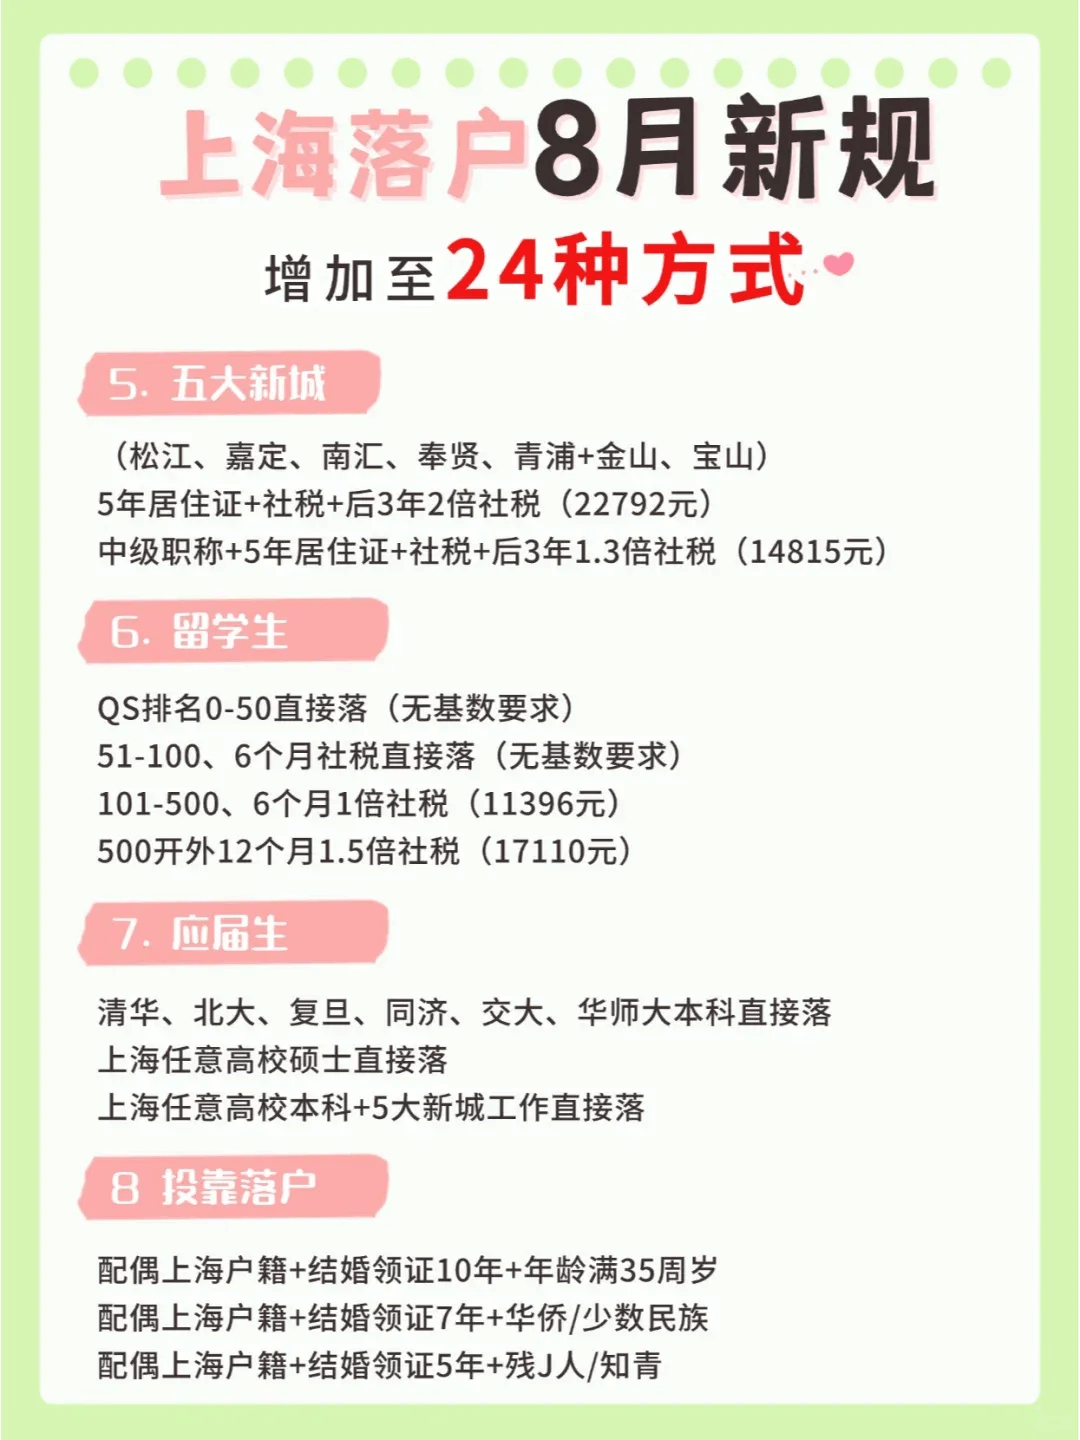 上海落户8月新规
增加至24种方式
5. 五大新城
（松江、嘉定、南汇、奉贤、青浦+金山、宝山）
5年居住证+社税+后3年2倍社税（22792元）
中级职称+5年居住证+社税+后3年1.3倍社税（14815元）
6. 留学生
QS排名0-50直接落（无基数要求）
51-100、6个月社税直接落（无基数要求）
101-500、6个月1倍社税（11396元）
500开外12个月1.5倍社税（17110元）
7. 应届生
清华、北大、复旦、同济、交大、华师大本科直接落
上海任意高校硕士直接落
上海任意高校本科+5大新城工作直接落
8 投靠落户
配偶上海户籍+结婚领证10年+年龄满35周岁
配偶上海户籍+结婚领证7年+华侨/少数民族
配偶上海户籍+结婚领证5年+残J人/知青